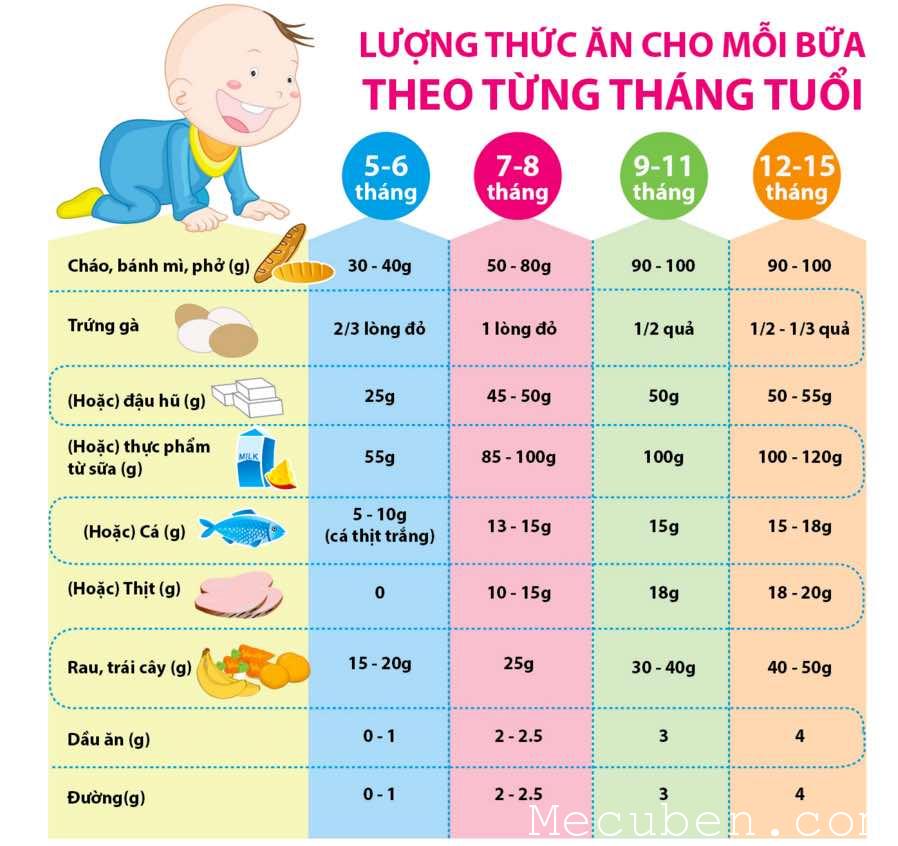 LƯỢNG THỨC ĂN CHO MỖI BỮA
THEO TỪNG THÁNG TUỔI
5-6 tháng
7-8 tháng
9-11 tháng
12-15 tháng
Cháo, bánh mì, phở (g) 30 - 40g 50 - 80g 90 - 100 90 - 100
Trứng gà 2/3 lòng đỏ 1 lòng đỏ 1/2 quả 1/2 - 1/3 quả
(Hoặc) đậu hũ (g) 25g 45 - 50g 50g 50 - 55g
(Hoặc) thực phẩm
từ sữa (g) 55g 85 - 100g 100g 100 - 120g
MILK
(Hoặc) Cá (g) 5 - 10g
(cá thịt trắng) 13 - 15g 15g 15 - 18g
(Hoặc) Thịt (g) 0 10 - 15g 18g 18 - 20g
Rau, trái cây (g) 15 - 20g 25g 30 - 40g 40 - 50g
Dầu ăn (g) 0 - 1 2 - 2.5 3 4
Đường(g) 0 - 1 2 - 2.5 3 4
Mecuben.com